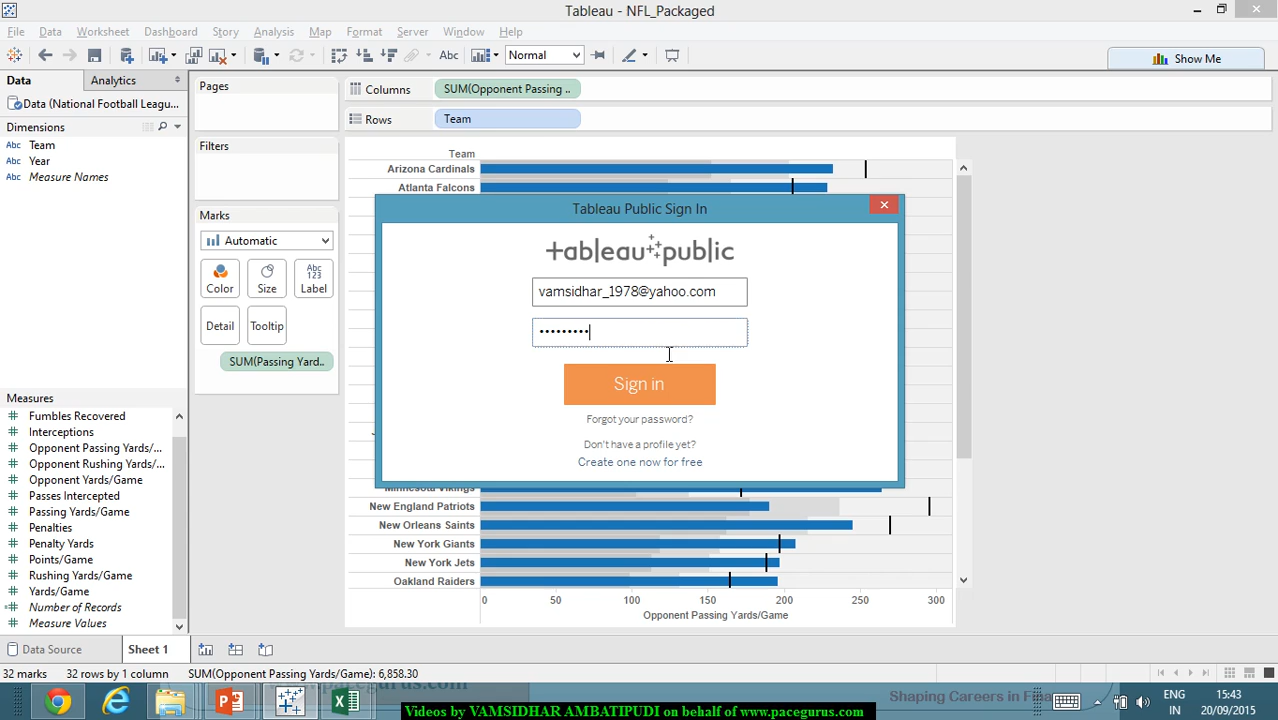 Tableau - NFL_Packaged
File Data Worksheet Dashboard Story Analysis Map Format Server Window Help
Abc Normal Show Me
Data Analytics
Data (National Football Leagu...
Dimensions
Abc Team
Abc Year
Abc Measure Names
Measures
Fumbles Recovered
Interceptions
Opponent Passing Yards/...
Opponent Rushing Yards/...
Opponent Yards/Game
Passes Intercepted
Passing Yards/Game
Penalties
Penalty Yards
Points/Game
Rushing Yards/Game
Yards/Game
Number of Records
Measure Values
Pages
Filters
Marks
Automatic
Color Size Abc 123 Label
Detail Tooltip
SUM(Passing Yard..
Columns SUM(Opponent Passing ..
Rows Team
Team
Arizona Cardinals
Atlanta Falcons
Tableau Public Sign In
tableau public
vamsidhar_1978@yahoo.com
•••••••••
Sign in
Forgot your password?
Don't have a profile yet?
Create one now for free
Minnesota Vikings
New England Patriots
New Orleans Saints
New York Giants
New York Jets
Oakland Raiders
0 50 100 150 200 250 300
Opponent Passing Yards/Game
Data Source Sheet 1
32 marks 32 rows by 1 column SUM(Opponent Passing Yards/Game): 6,858.30
Shaping Careers in F
ENG 15:43
IN 20/09/2015
Videos by VAMSIDHAR AMBATIPUDI on behalf of www.pacegurus.com